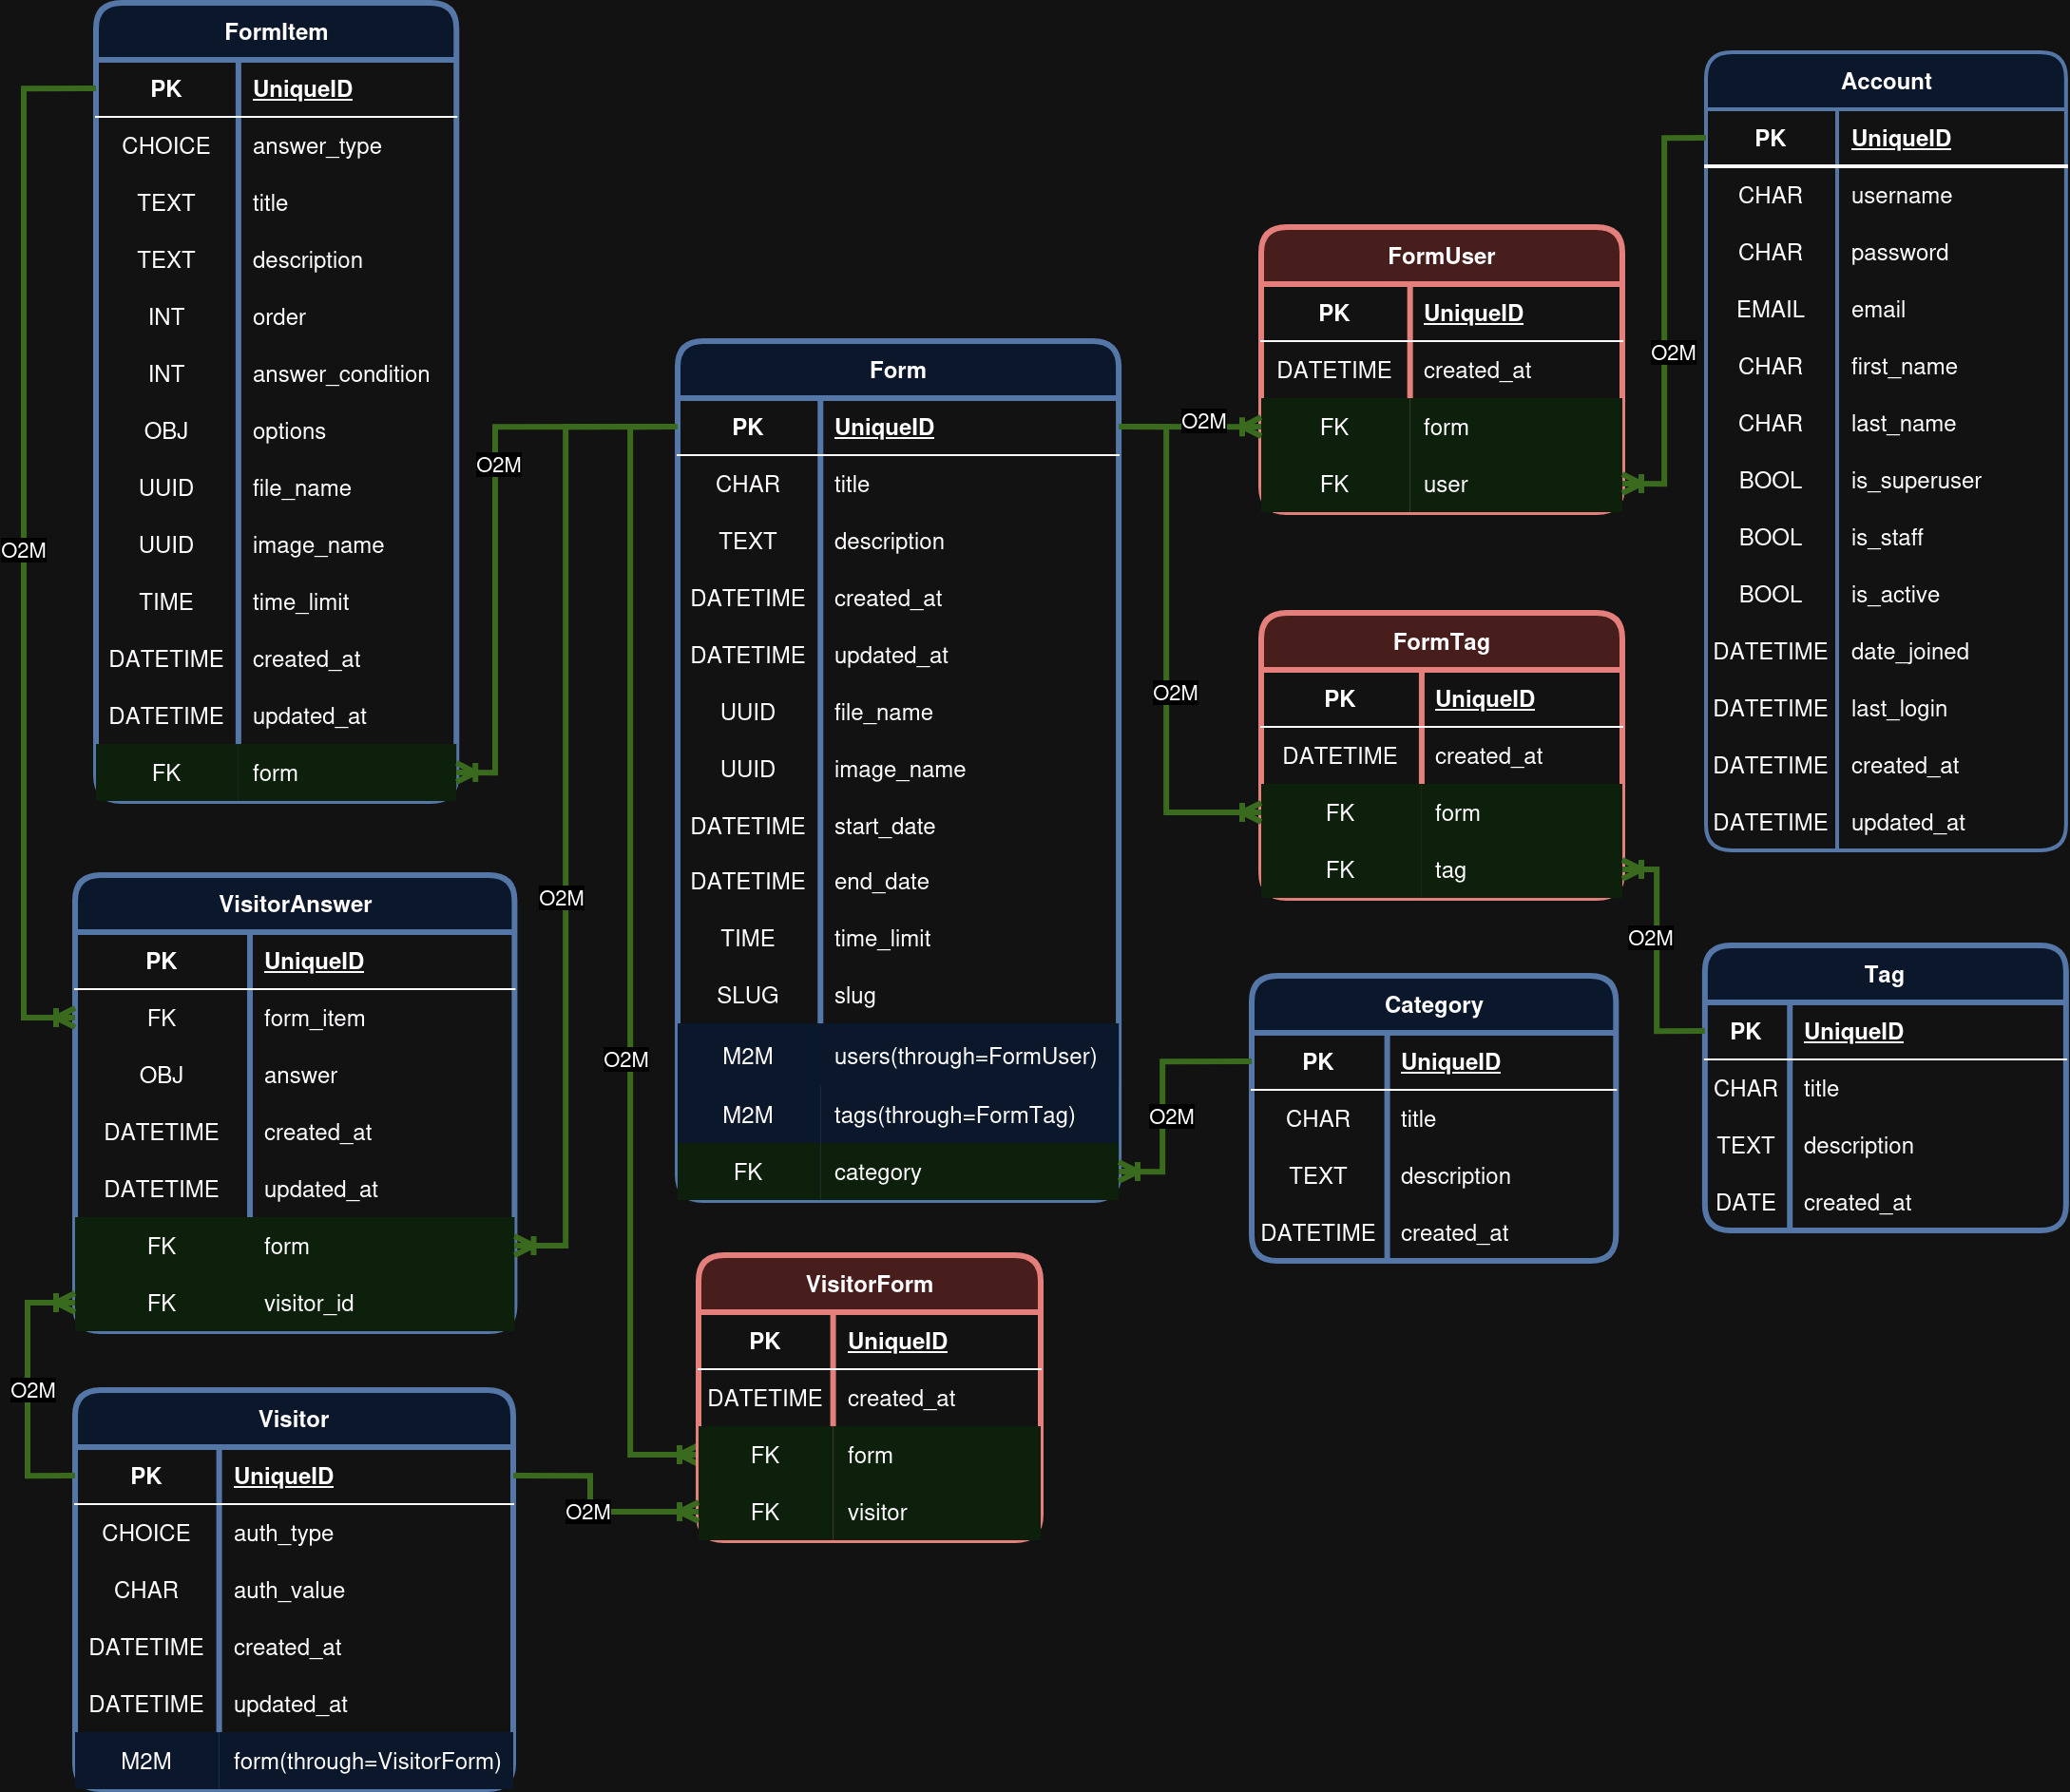 FormItem
PK UniqueID
CHOICE answer_type
TEXT title
TEXT description
INT order
INT answer_condition
OBJ options
UUID file_name
UUID image_name
TIME time_limit
DATETIME created_at
DATETIME updated_at
FK form
O2M
O2M
VisitorAnswer
PK UniqueID
FK form_item
OBJ answer
DATETIME created_at
DATETIME updated_at
FK form
FK visitor_id
O2M
O2M
Visitor
PK UniqueID
CHOICE auth_type
CHAR auth_value
DATETIME created_at
DATETIME updated_at
M2M form(through=VisitorForm)
O2M
O2M
Form
PK UniqueID
CHAR title
TEXT description
DATETIME created_at
DATETIME updated_at
UUID file_name
UUID image_name
DATETIME start_date
DATETIME end_date
TIME time_limit
SLUG slug
M2M users(through=FormUser)
M2M tags(through=FormTag)
FK category
VisitorForm
PK UniqueID
DATETIME created_at
FK form
FK visitor
O2M
O2M
O2M
FormUser
PK UniqueID
DATETIME created_at
FK form
FK user
FormTag
PK UniqueID
DATETIME created_at
FK form
FK tag
Category
PK UniqueID
CHAR title
TEXT description
DATETIME created_at
O2M
O2M
Account
PK UniqueID
CHAR username
CHAR password
EMAIL email
CHAR first_name
CHAR last_name
BOOL is_superuser
BOOL is_staff
BOOL is_active
DATETIME date_joined
DATETIME last_login
DATETIME created_at
DATETIME updated_at
Tag
PK UniqueID
CHAR title
TEXT description
DATE created_at